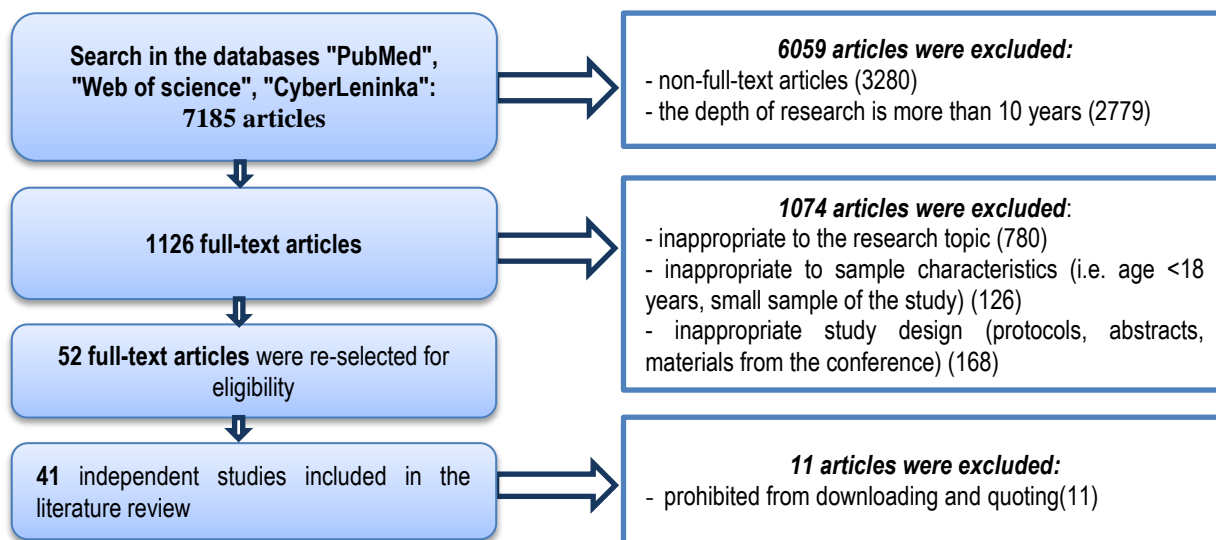 Search in the databases "PubMed",
"Web of science", "CyberLeninka":
7185 articles
6059 articles were excluded:
- non-full-text articles (3280)
- the depth of research is more than 10 years (2779)
1126 full-text articles
1074 articles were excluded:
- inappropriate to the research topic (780)
- inappropriate to sample characteristics (i.e. age <18
years, small sample of the study) (126)
- inappropriate study design (protocols, abstracts,
materials from the conference) (168)
52 full-text articles were re-selected for
eligibility
41 independent studies included in the
literature review
11 articles were excluded:
- prohibited from downloading and quoting(11)